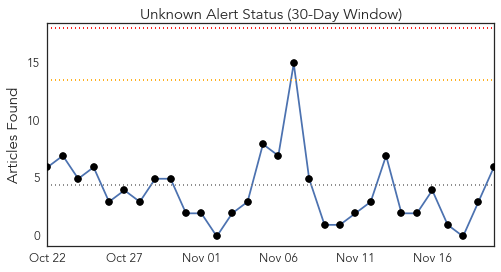 Unknown Alert Status (30-Day Window)
Articles Found
15
10
5
0
Oct 22 Oct 27 Nov 01 Nov 06 Nov 11 Nov 16